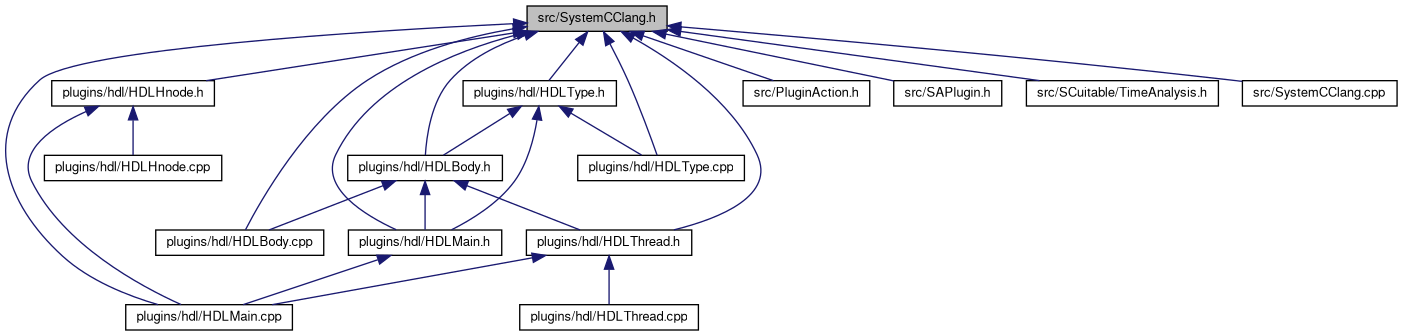 src/SystemCClang.h
plugins/hdl/HDLHnode.h
plugins/hdl/HDLType.h
src/PluginAction.h
src/SAPlugin.h
src/SCuitable/TimeAnalysis.h
src/SystemCClang.cpp
plugins/hdl/HDLHnode.cpp
plugins/hdl/HDLBody.h
plugins/hdl/HDLType.cpp
plugins/hdl/HDLBody.cpp
plugins/hdl/HDLMain.h
plugins/hdl/HDLThread.h
plugins/hdl/HDLMain.cpp
plugins/hdl/HDLThread.cpp